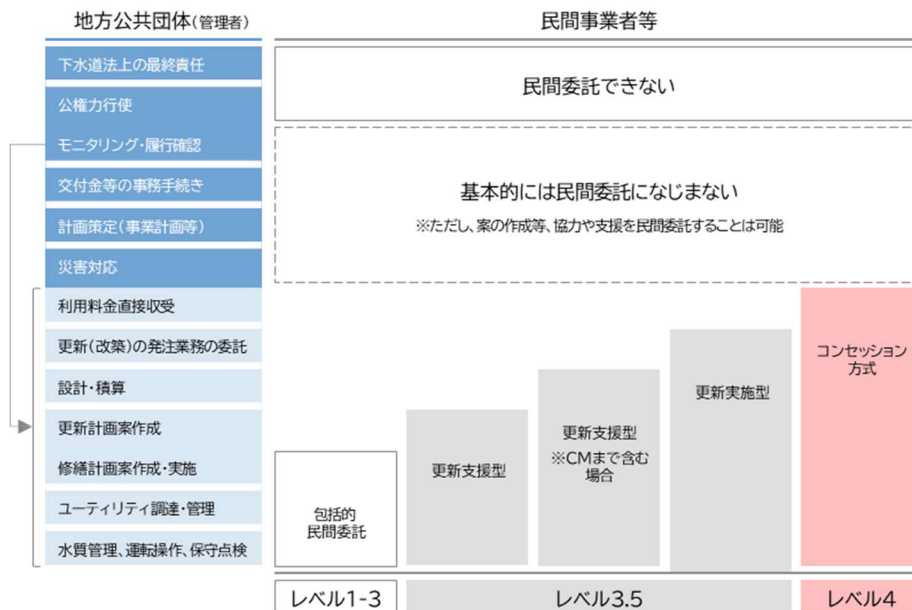 地方公共団体(管理者)
民間事業者等
下水道法上の最終責任
公権力行使
モニタリング・履行確認
交付金等の事務手続き
計画策定(事業計画等)
災害対応
利用料金直接収受
更新(改築)の発注業務の委託
設計・積算
更新計画案作成
修繕計画案作成・実施
ユーティリティ調達・管理
水質管理、運転操作、保守点検
民間委託できない
基本的には民間委託になじまない
※ただし、案の作成等、協力や支援を民間委託することは可能
包括的
民間委託
更新支援型
更新支援型
※CMまで含む
場合
更新実施型
コンセッション
方式
レベル1-3
レベル3.5
レベル4